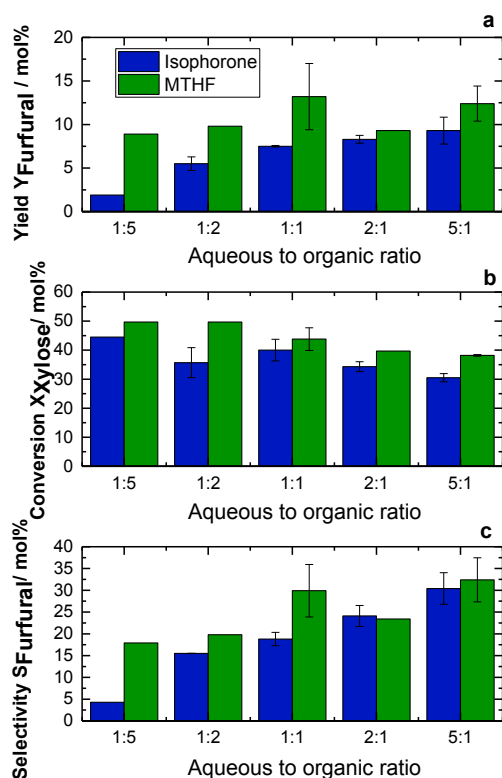 a
Isophorone
MTHF
Yield YFurfural / mol%
20
15
10
5
0
1:5 1:2 1:1 2:1 5:1
Aqueous to organic ratio
b
Conversion XXylose/ mol%
60
50
40
30
20
10
0
1:5 1:2 1:1 2:1 5:1
Aqueous to organic ratio
c
Selectivity SFurfural/ mol%
40
35
30
25
20
15
10
5
0
1:5 1:2 1:1 2:1 5:1
Aqueous to organic ratio